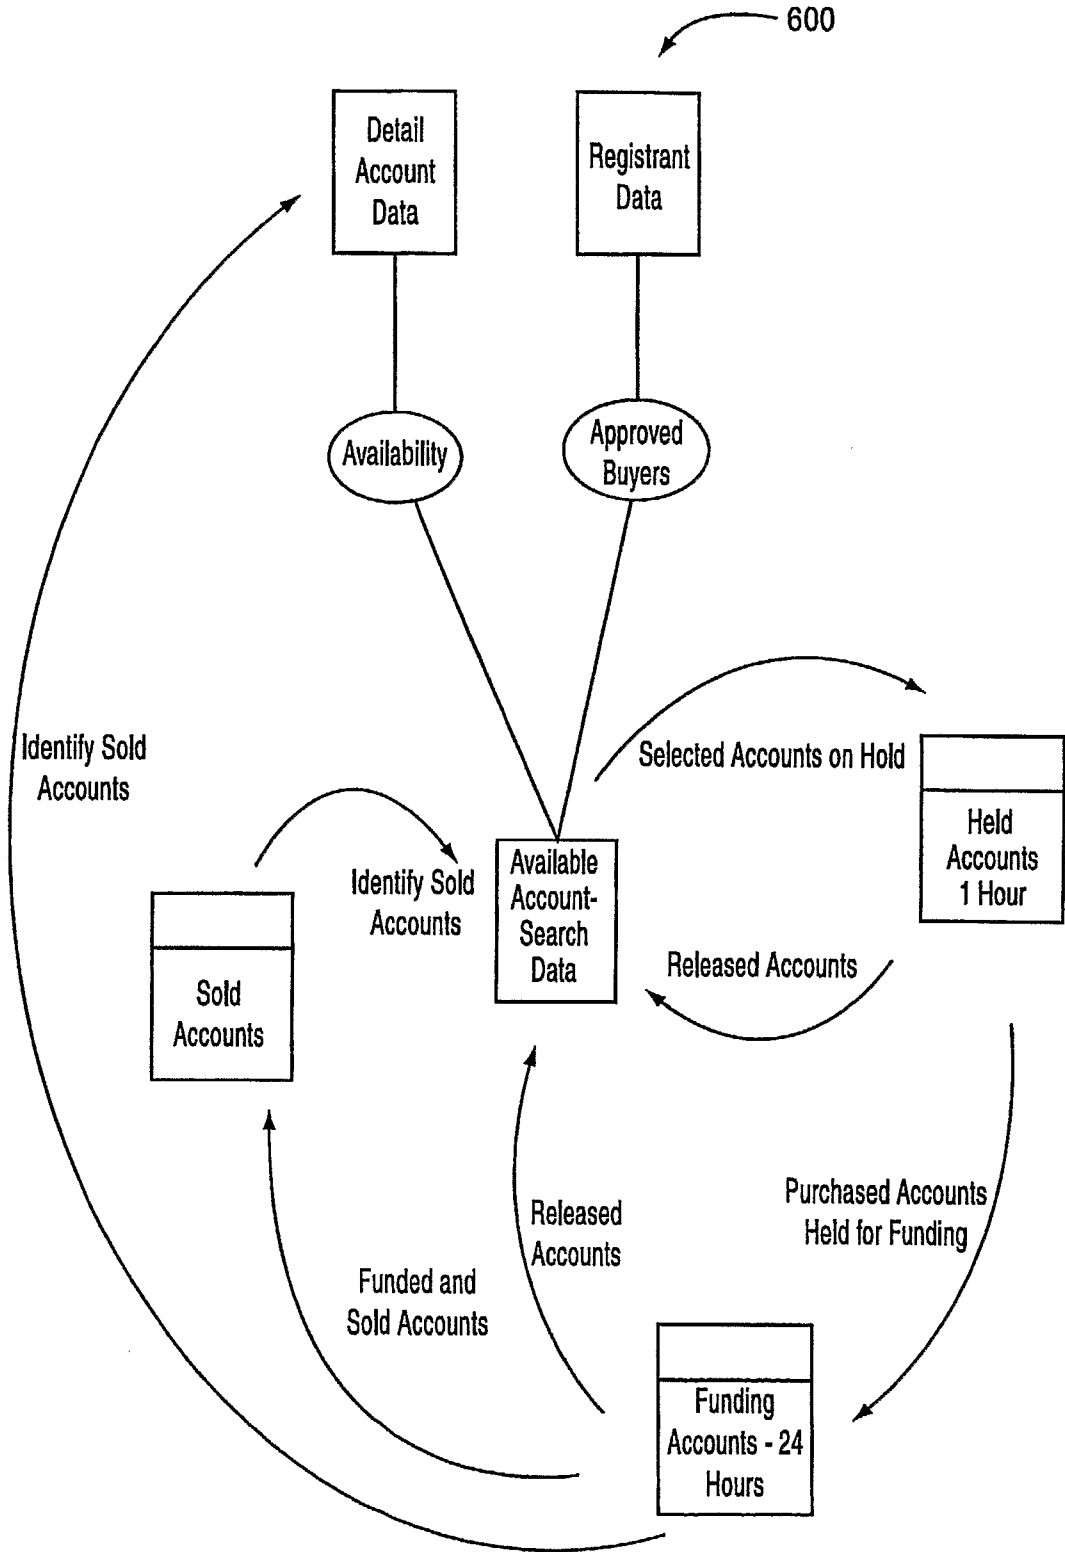 600
Detail
Account
Data
Registrant
Data
Availability
Approved
Buyers
Identify Sold
Accounts
Selected Accounts on Hold
Held
Accounts
1 Hour
Identify Sold
Accounts
Available
Account-
Search
Data
Sold
Accounts
Released Accounts
Purchased Accounts
Held for Funding
Released
Accounts
Funded and
Sold Accounts
Funding
Accounts - 24
Hours